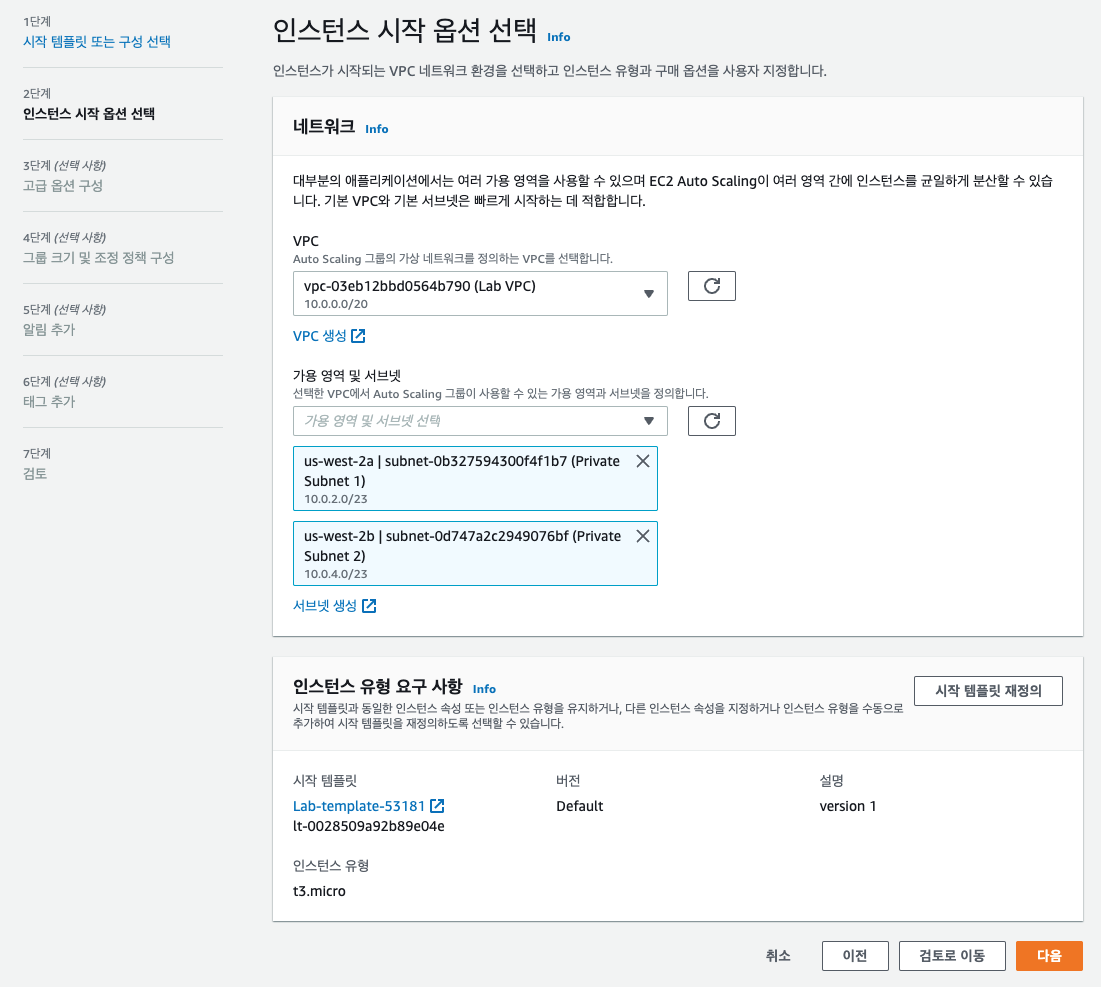 1단계
시작 템플릿 또는 구성 선택
2단계
인스턴스 시작 옵션 선택
3단계 (선택 사항)
고급 옵션 구성
4단계 (선택 사항)
그룹 크기 및 조정 정책 구성
5단계 (선택 사항)
알림 추가
6단계 (선택 사항)
태그 추가
7단계
검토
인스턴스 시작 옵션 선택 Info
인스턴스가 시작되는 VPC 네트워크 환경을 선택하고 인스턴스 유형과 구매 옵션을 사용자 지정합니다.
네트워크 Info
대부분의 애플리케이션에서는 여러 가용 영역을 사용할 수 있으며 EC2 Auto Scaling이 여러 영역 간에 인스턴스를 균일하게 분산할 수 있습
니다. 기본 VPC와 기본 서브넷은 빠르게 시작하는 데 적합합니다.
VPC
Auto Scaling 그룹의 가상 네트워크를 정의하는 VPC를 선택합니다.
vpc-03eb12bbd0564b790 (Lab VPC)
10.0.0.0/20
VPC 생성
가용 영역 및 서브넷
선택한 VPC에서 Auto Scaling 그룹이 사용할 수 있는 가용 영역과 서브넷을 정의합니다.
가용 영역 및 서브넷 선택
us-west-2a | subnet-0b327594300f4f1b7 (Private
Subnet 1)
10.0.2.0/23
us-west-2b | subnet-0d747a2c2949076bf (Private
Subnet 2)
10.0.4.0/23
서브넷 생성
인스턴스 유형 요구 사항 Info
시작 템플릿과 동일한 인스턴스 속성 또는 인스턴스 유형을 유지하거나, 다른 인스턴스 속성을 지정하거나 인스턴스 유형을 수동으로
추가하여 시작 템플릿을 재정의하도록 선택할 수 있습니다.
시작 템플릿 재정의
시작 템플릿
Lab-template-53181
lt-0028509a92b89e04e
버전
Default
설명
version 1
인스턴스 유형
t3.micro
취소
이전
검토로 이동
다음